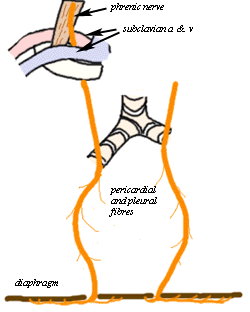 phrenic nerve
subclavian a & v
pericardial
and pleural
fibres
diaphragm